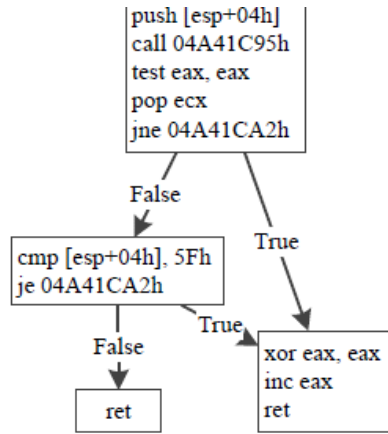 push [esp+04h]
call 04A41C95h
test eax, eax
pop ecx
jne 04A41CA2h
False
True
cmp [esp+04h], 5Fh
je 04A41CA2h
False
True
ret
xor eax, eax
inc eax
ret